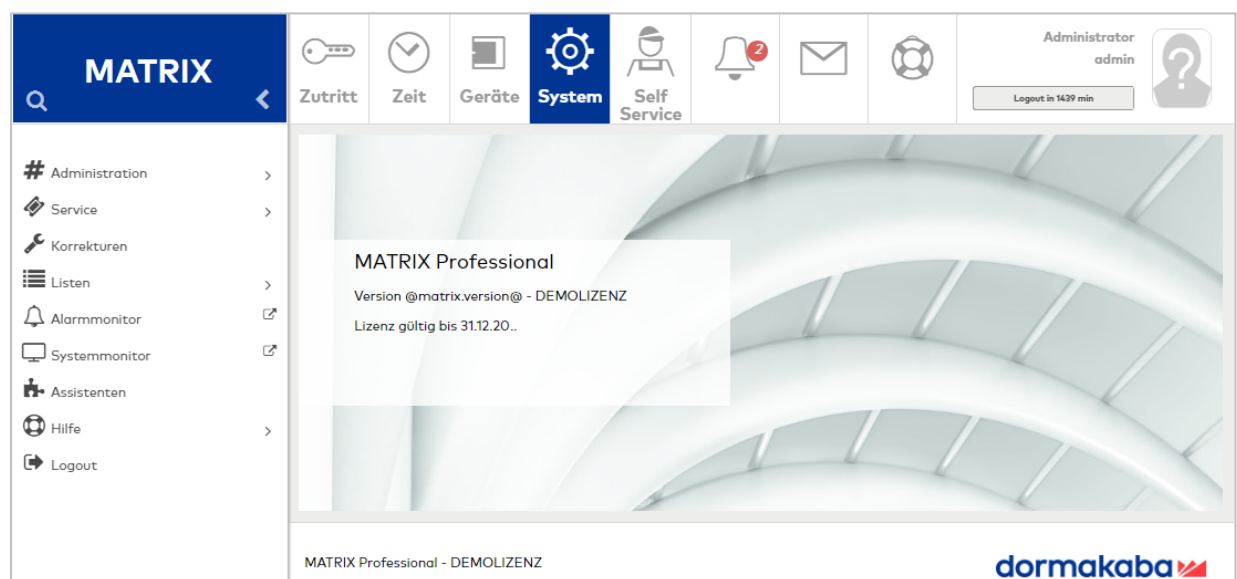 MATRIX
Zutritt
Zeit
Geräte
System
Self
Service
2
Administrator
admin
Logout in 1439 min
# Administration
Service
Korrekturen
Listen
Alarmmonitor
Systemmonitor
Assistenten
Hilfe
Logout
MATRIX Professional
Version @matrix.version@ - DEMOLIZENZ
Lizenz gültig bis 31.12.20..
MATRIX Professional - DEMOLIZENZ
dormakaba